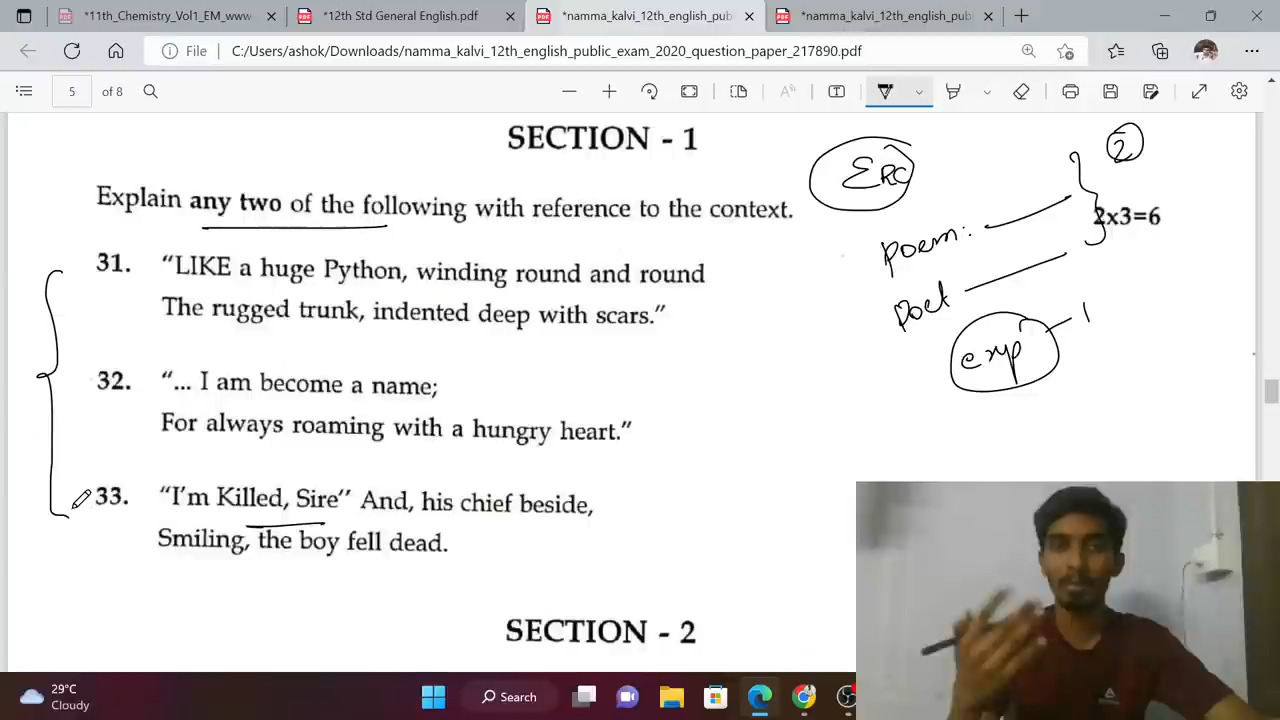 *11th_Chemistry_Vol1_EM_www
*12th Std General English.pdf
*namma_kalvi_12th_english_publi
*namma_kalvi_12th_english_pub
File
C:/Users/ashok/Downloads/namma_kalvi_12th_english_public_exam_2020_question_paper_217890.pdf
5 of 8
SECTION - 1
ERC
2
Explain any two of the following with reference to the context.
2x3=6
Poem:
Poet
exp
1
31. “LIKE a huge Python, winding round and round
The rugged trunk, indented deep with scars.”
32. “... I am become a name;
For always roaming with a hungry heart.”
33. “I’m Killed, Sire” And, his chief beside,
Smiling, the boy fell dead.
SECTION - 2
29°C
Cloudy
Search